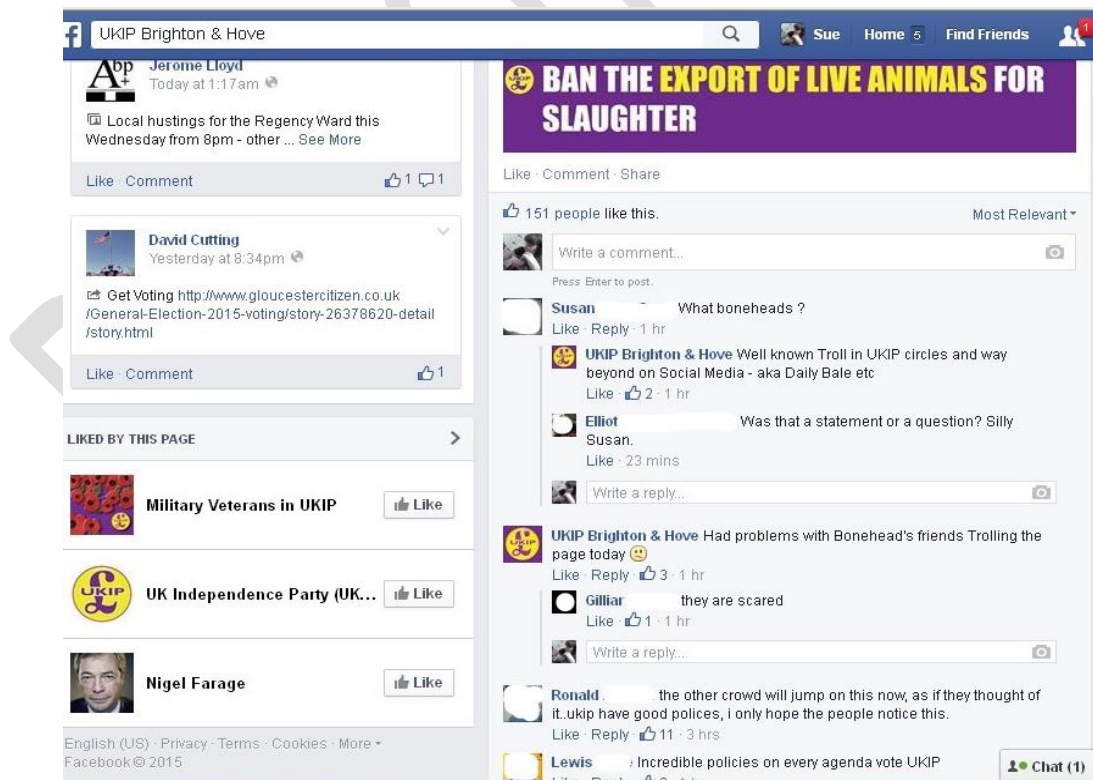 UKIP Brighton & Hove
Sue Home 5 Find Friends 1
Abp
+
Jerome Lloyd
Today at 1:17am
Local hustings for the Regency Ward this
Wednesday from 8pm - other ... See More
Like · Comment 1 1
David Cutting
Yesterday at 8:34pm
Get Voting http://www.gloucestercitizen.co.uk
/General-Election-2015-voting/story-26378620-detail
/story.html
Like · Comment 1
LIKED BY THIS PAGE
Military Veterans in UKIP Like
UKIP
UK Independence Party (UK... Like
Nigel Farage Like
English (US) · Privacy · Terms · Cookies · More
Facebook © 2015
BAN THE EXPORT OF LIVE ANIMALS FOR
SLAUGHTER
Like · Comment · Share
151 people like this. Most Relevant
Write a comment...
Press Enter to post.
Susan What boneheads ?
Like · Reply · 1 hr
UKIP Brighton & Hove Well known Troll in UKIP circles and way
beyond on Social Media - aka Daily Bale etc
Like · 2 · 1 hr
Elliot Was that a statement or a question? Silly
Susan.
Like · 23 mins
Write a reply...
UKIP
UKIP Brighton & Hove Had problems with Bonehead's friends Trolling the
page today
Like · Reply · 3 · 1 hr
Gilliar they are scared
Like · 1 · 1 hr
Write a reply...
Ronald the other crowd will jump on this now, as if they thought of
it..ukip have good polices, i only hope the people notice this.
Like · Reply · 11 · 3 hrs
Lewis Incredible policies on every agenda vote UKIP
Chat (1)